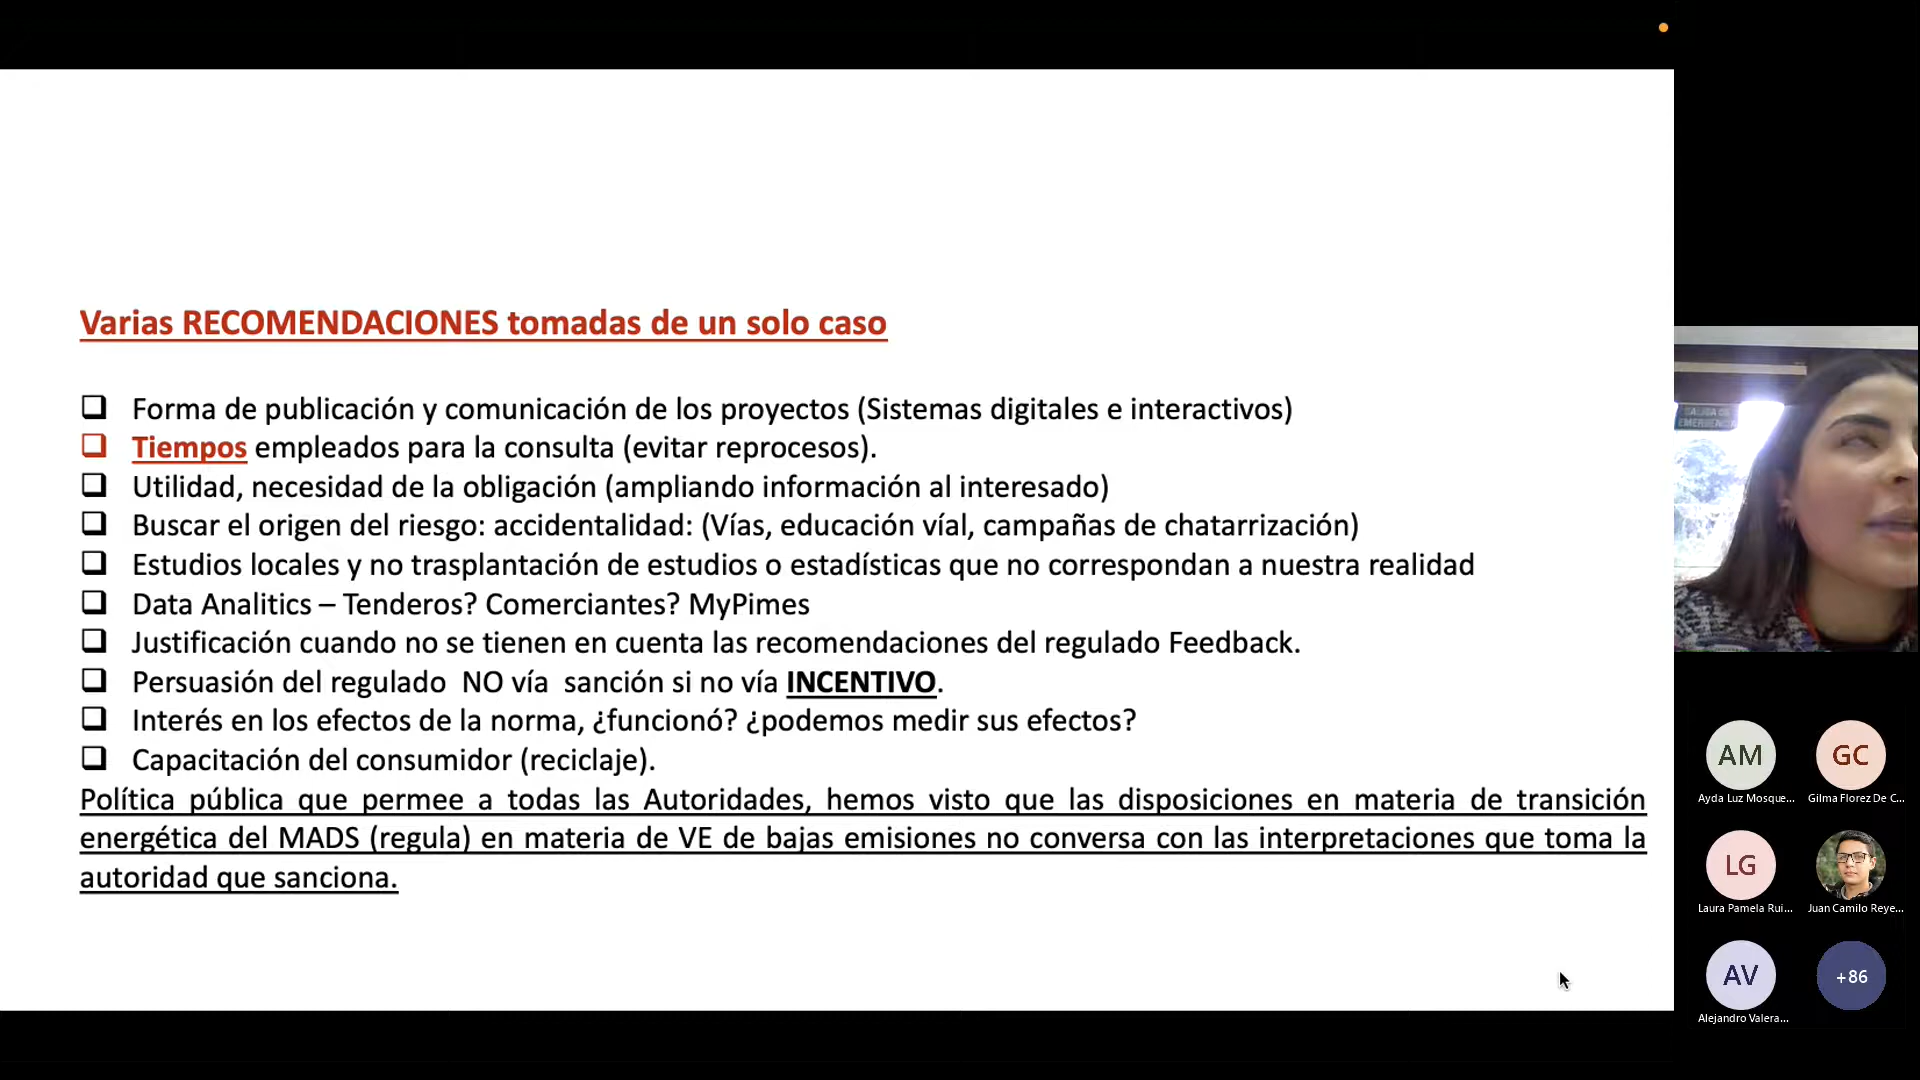 Varias RECOMENDACIONES tomadas de un solo caso
❑ Forma de publicación y comunicación de los proyectos (Sistemas digitales e interactivos)
❑ Tiempos empleados para la consulta (evitar reprocesos).
❑ Utilidad, necesidad de la obligación (ampliando información al interesado)
❑ Buscar el origen del riesgo: accidentalidad: (Vías, educación víal, campañas de chatarrización)
❑ Estudios locales y no trasplantación de estudios o estadísticas que no correspondan a nuestra realidad
❑ Data Analitics – Tenderos? Comerciantes? MyPimes
❑ Justificación cuando no se tienen en cuenta las recomendaciones del regulado Feedback.
❑ Persuasión del regulado NO vía sanción si no vía INCENTIVO.
❑ Interés en los efectos de la norma, ¿funcionó? ¿podemos medir sus efectos?
❑ Capacitación del consumidor (reciclaje).
Política pública que permee a todas las Autoridades, hemos visto que las disposiciones en materia de transición
energética del MADS (regula) en materia de VE de bajas emisiones no conversa con las interpretaciones que toma la
autoridad que sanciona.
SALIDA DE
EMERGENCIA
AM GC
Ayda Luz Mosque... Gilma Florez De C...
LG
Laura Pamela Rui... Juan Camilo Reye...
AV +86
Alejandro Valera...